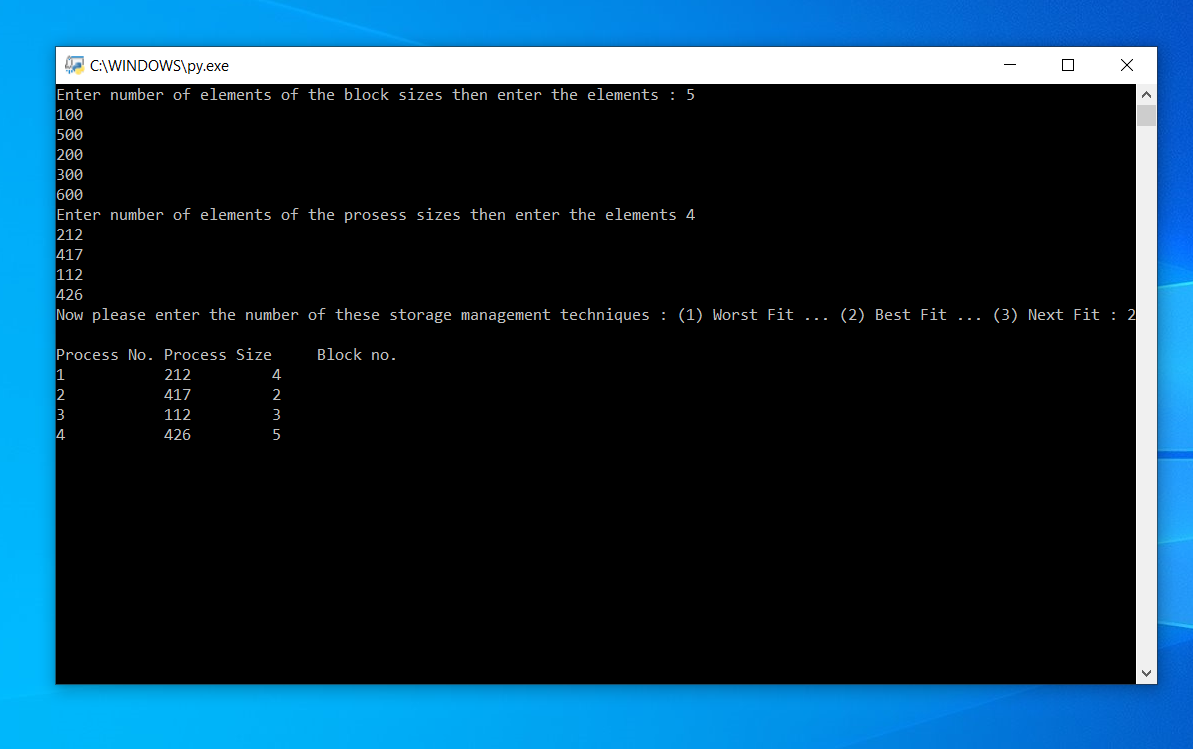 C:\WINDOWS\py.exe
Enter number of elements of the block sizes then enter the elements : 5
100
500
200
300
600
Enter number of elements of the prosess sizes then enter the elements 4
212
417
112
426
Now please enter the number of these storage management techniques : (1) Worst Fit ... (2) Best Fit ... (3) Next Fit : 2
Process No. Process Size     Block no.
1           212         4
2           417         2
3           112         3
4           426         5